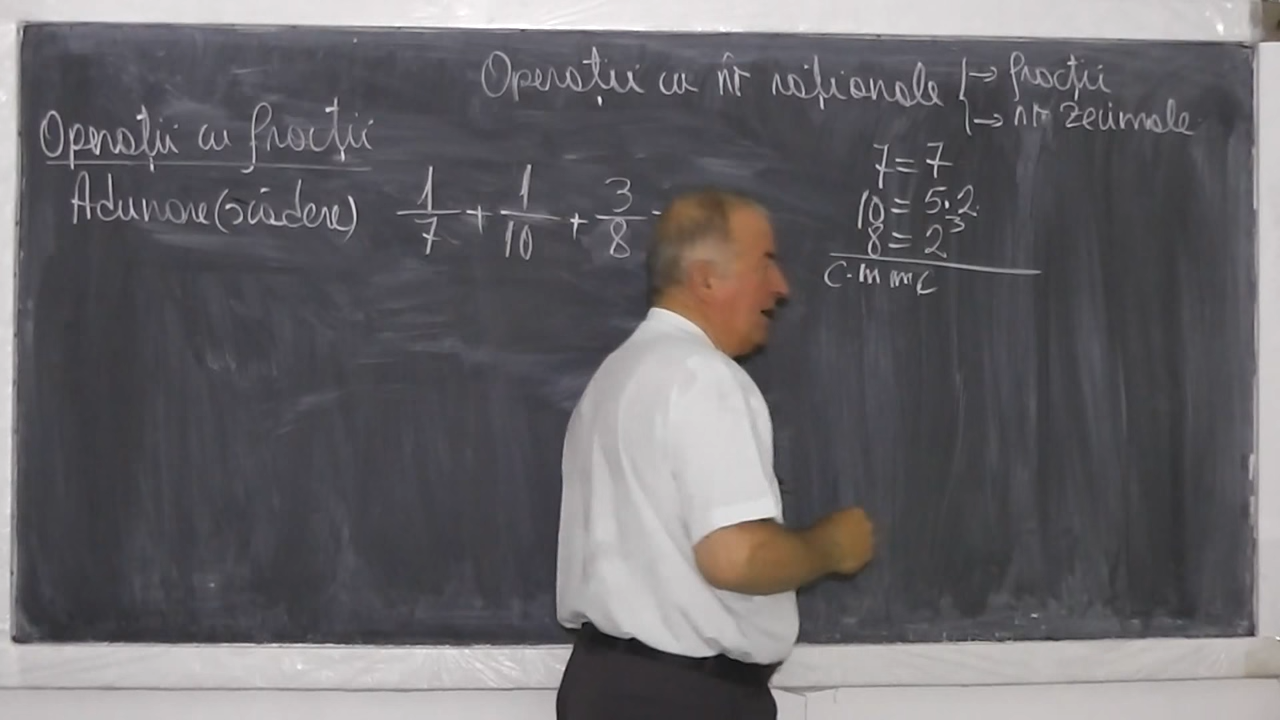 Operații cu nr raționale → fracții
→ nr zecimale
Operații cu fracții
Adunare (scădere) 1/7 + 1/10 + 3/8
7 = 7
10 = 5·2
8 = 2³
c.m m c